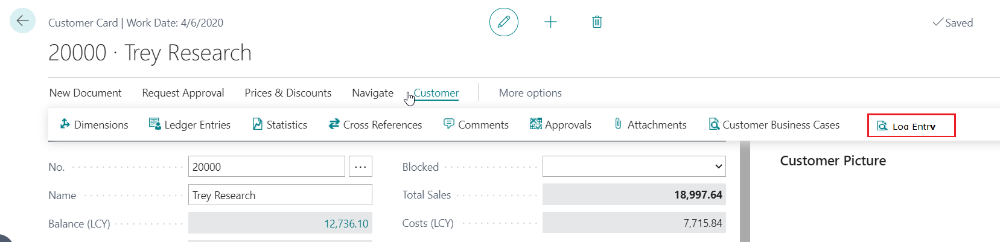 Customer Card | Work Date: 4/6/2020
Saved
20000 · Trey Research
New Document Request Approval Prices & Discounts Navigate Customer More options
Dimensions Ledger Entries Statistics Cross References Comments Approvals Attachments Customer Business Cases Log Entry
No. 20000 ... Blocked
Customer Picture
Name Trey Research Total Sales 18,997.64
Balance (LCY) 12,736.10 Costs (LCY) 7,715.84